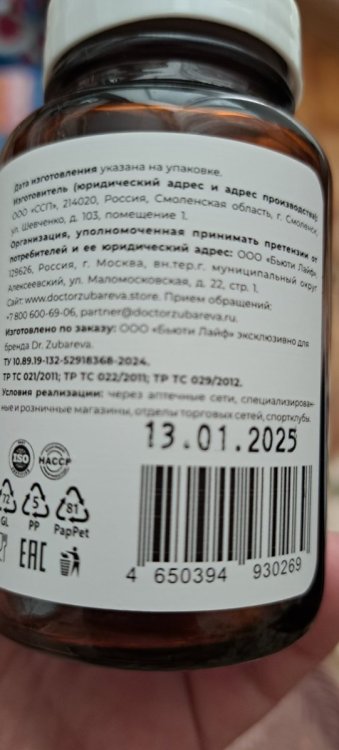 Дата изготовления указана на упаковке.
Изготовитель (юридический адрес и адрес производства):
ООО «ССП», 214020, Россия, Смоленская область, г. Смоленск,
ул. Шевченко, д. 103, помещение 1.
Организация, уполномоченная принимать претензии от
потребителей и ее юридический адрес: ООО «Бьюти Лайф»,
129626, Россия, г. Москва, вн.тер.г. муниципальный округ
Алексеевский, ул. Маломосковская, д. 22, стр. 1.
Сайт: www.doctorzubareva.store. Прием обращений:
+7 800 600-69-06, partner@doctorzubareva.ru.
Изготовлено по заказу: ООО «Бьюти Лайф» эксклюзивно для
бренда Dr. Zubareva.
ТУ 10.89.19-132-52918368-2024.
ТР ТС 021/2011; ТР ТС 022/2011; ТР ТС 029/2012.
Условия реализации: через аптечные сети, специализирован-
ные и розничные магазины, отделы торговых сетей, спортклубы.
13.01.2025
ISO HACCP
72 5 81
GL PP PapPet
EAC
4 650394 930269